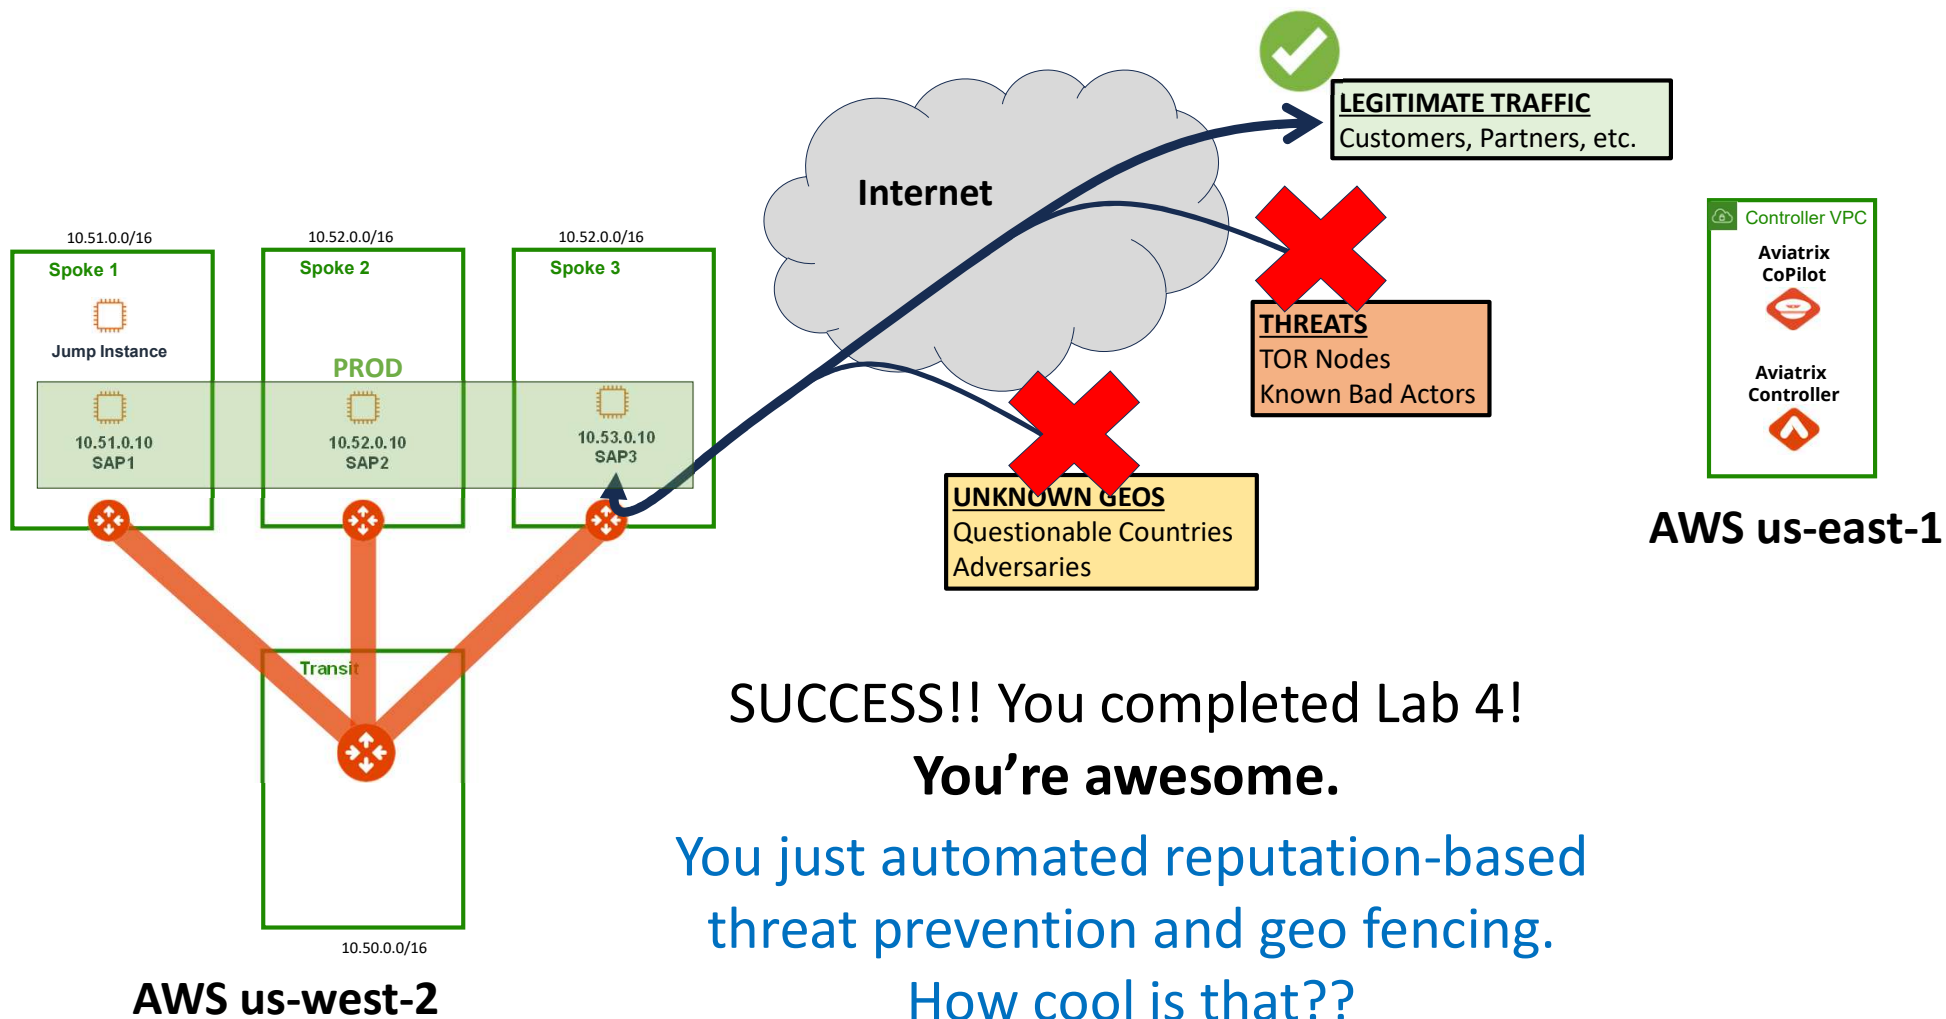 LEGITIMATE TRAFFIC
Customers, Partners, etc.
Internet
Controller VPC
Aviatrix
CoPilot
Aviatrix
Controller
AWS us-east-1
10.51.0.0/16
10.52.0.0/16
10.52.0.0/16
Spoke 1
Spoke 2
Spoke 3
Jump Instance
PROD
10.51.0.10
SAP1
10.52.0.10
SAP2
10.53.0.10
SAP3
THREATS
TOR Nodes
Known Bad Actors
UNKNOWN GEOS
Questionable Countries
Adversaries
Transit
10.50.0.0/16
AWS us-west-2
SUCCESS!! You completed Lab 4!
You’re awesome.
You just automated reputation-based
threat prevention and geo fencing.
How cool is that??